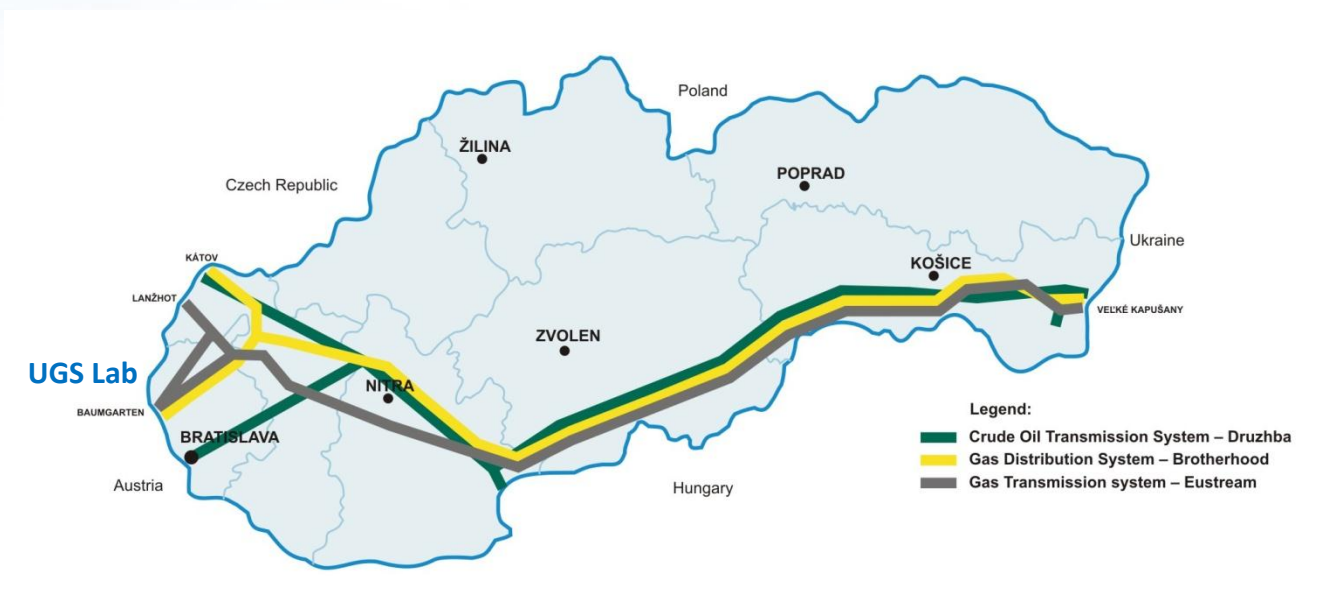 Poland
ŽILINA
POPRAD
Czech Republic
Ukraine
KÁTOV
KOŠICE
LANŽHOT
VEĽKÉ KAPUŠANY
ZVOLEN
UGS Lab
NITRA
BAUMGARTEN
BRATISLAVA
Austria
Hungary
Legend:
Crude Oil Transmission System – Druzhba
Gas Distribution System – Brotherhood
Gas Transmission system – Eustream